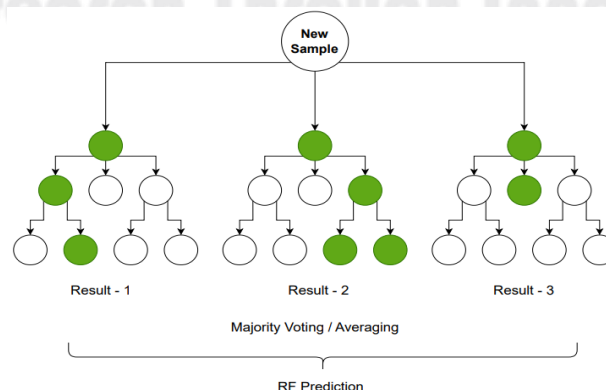 New
Sample
Result - 1
Result - 2
Result - 3
Majority Voting / Averaging
RF Prediction